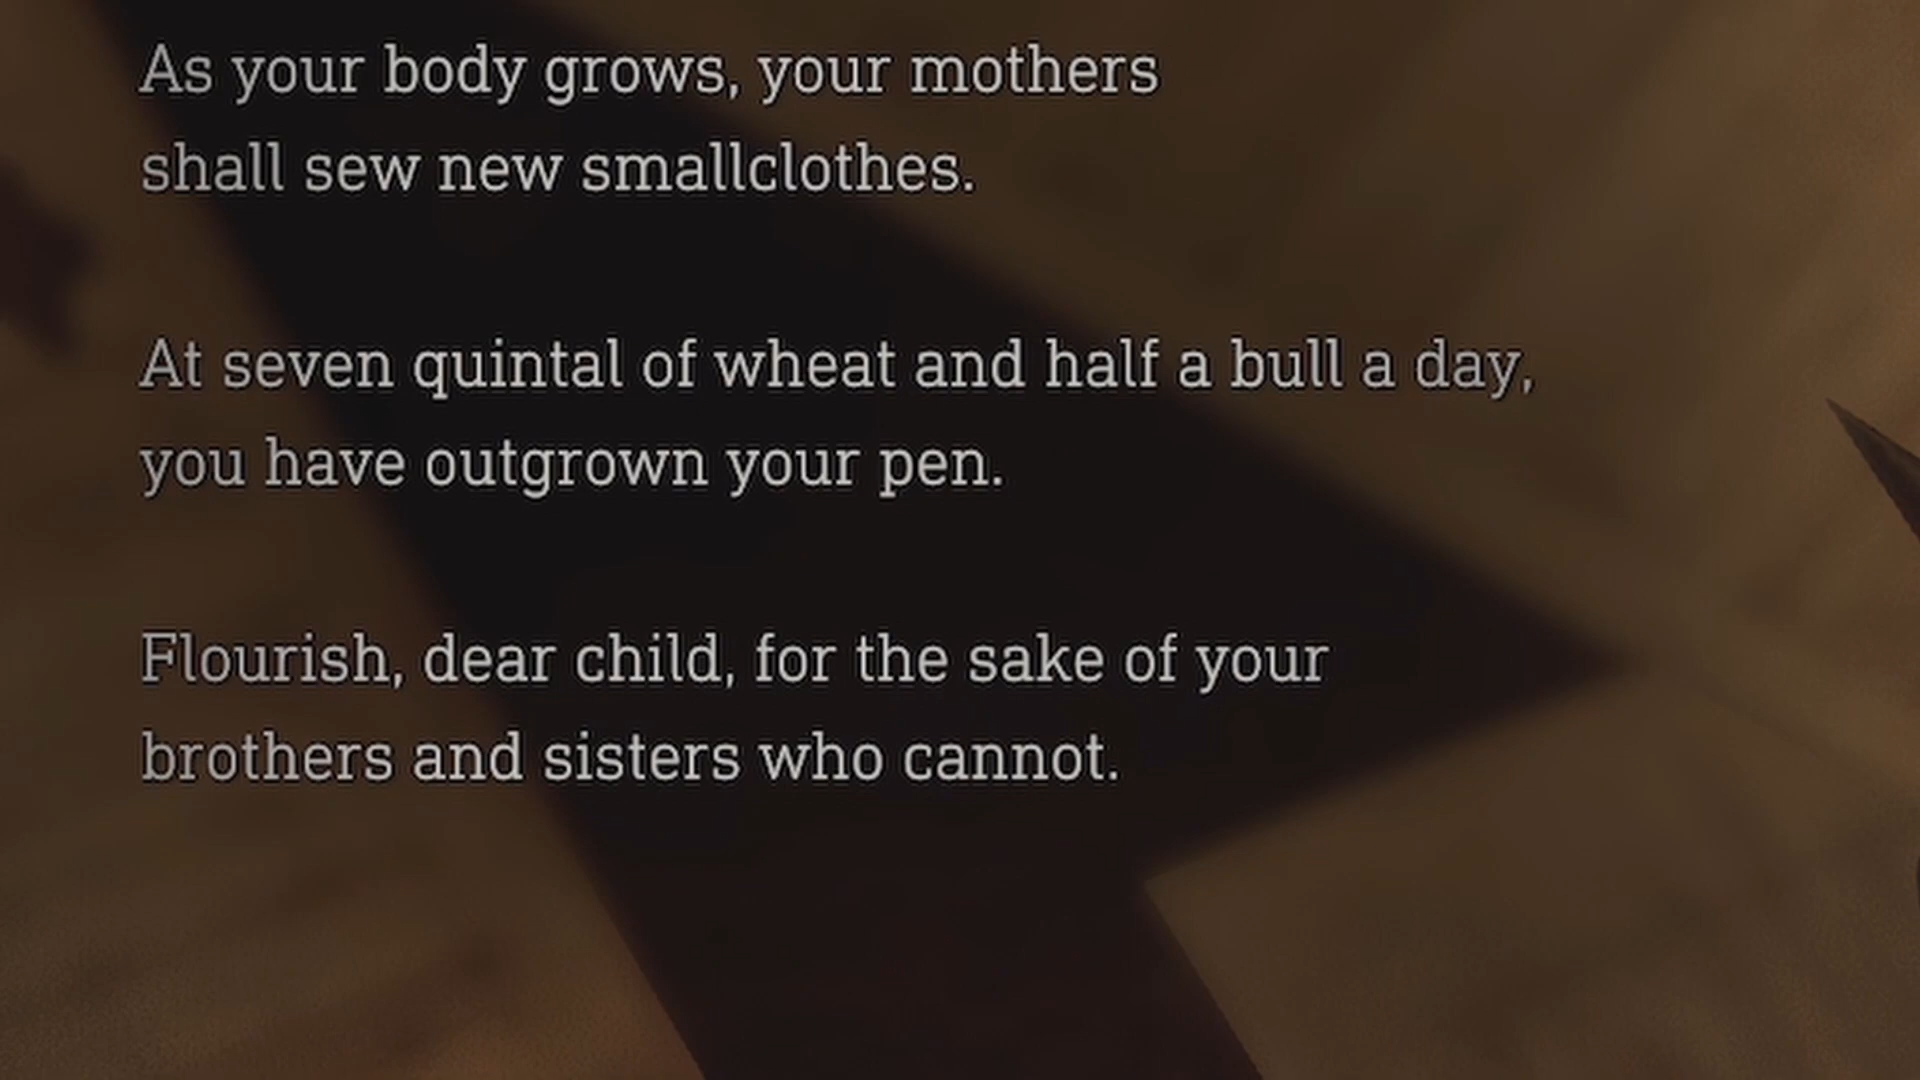 As your body grows, your mothers
shall sew new smallclothes.
At seven quintal of wheat and half a bull a day,
you have outgrown your pen.
Flourish, dear child, for the sake of your
brothers and sisters who cannot.